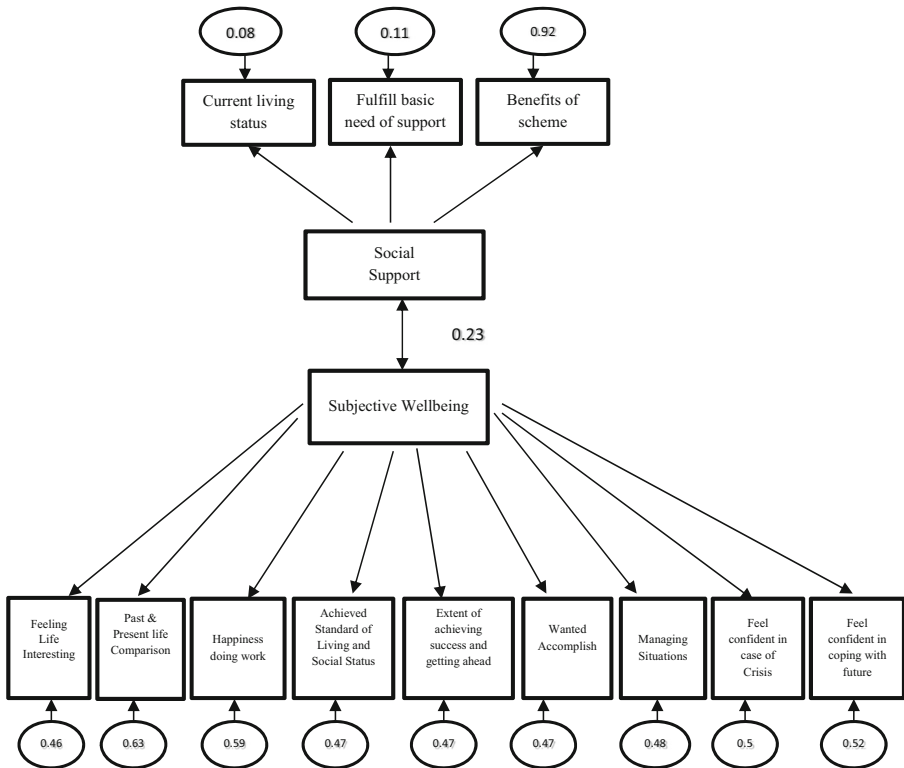 0.08
0.11
0.92
Current living
status
Fulfill basic
need of support
Benefits of
scheme
Social
Support
0.23
Subjective Wellbeing
Feeling
Life
Interesting
Past &
Present life
Comparison
Happiness
doing work
Achieved
Standard of
Living and
Social Status
Extent of
achieving
success and
getting ahead
Wanted
Accomplish
Managing
Situations
Feel
confident in
case of
Crisis
Feel
confident in
coping with
future
0.46
0.63
0.59
0.47
0.47
0.47
0.48
0.5
0.52